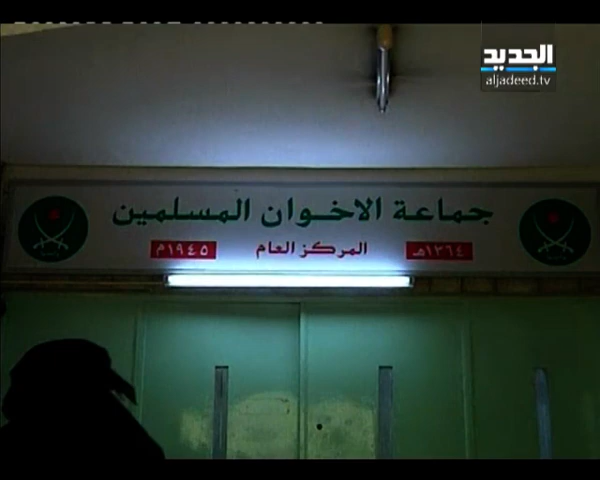 الجديد
aljadeed.tv
جماعة الاخوان المسلمين
١٣٦٤هـ المركز العام ١٩٤٥م